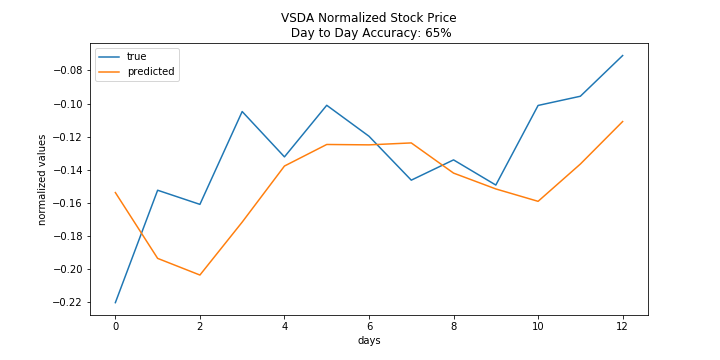 VSDA Normalized Stock Price
Day to Day Accuracy: 65%
true
predicted
normalized values
−0.08
−0.10
−0.12
−0.14
−0.16
−0.18
−0.20
−0.22
0 2 4 6 8 10 12
days